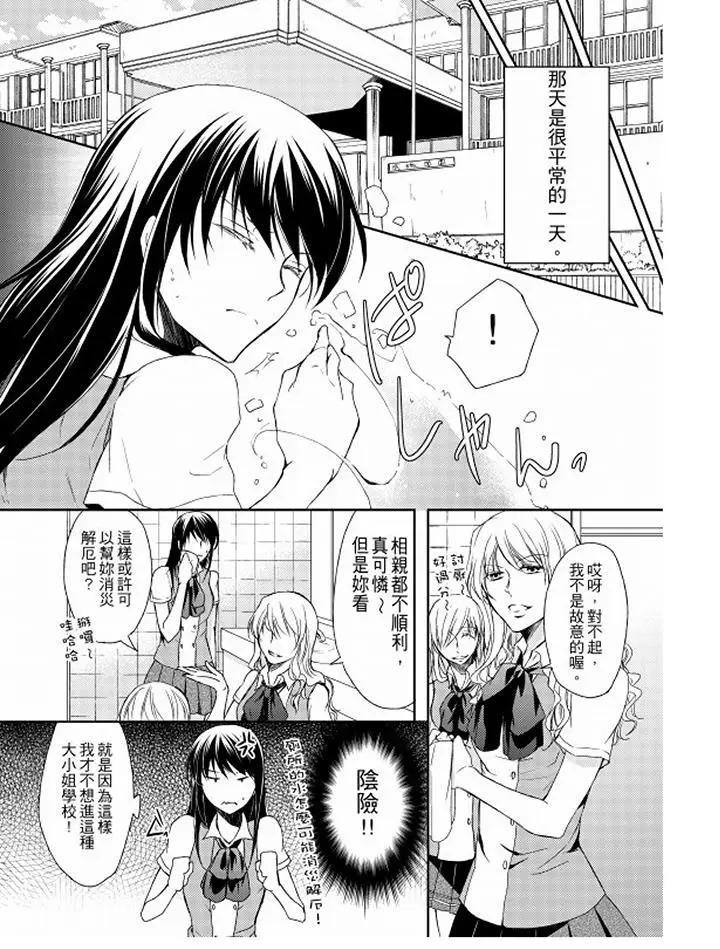 那天是很平常的一天。
！
ぱ
しゃん。
哎呀，對不起，
我不是故意的喔。
討厭～
好過分～
相親都不順利，
真可憐～
但是妳看
這樣或許可
以幫妳消災
解厄吧？
哇哈哈
陰險!!
廁所的水怎麼可能消災解厄！
就是因為這樣
我才不想進這種
大小姐學校！